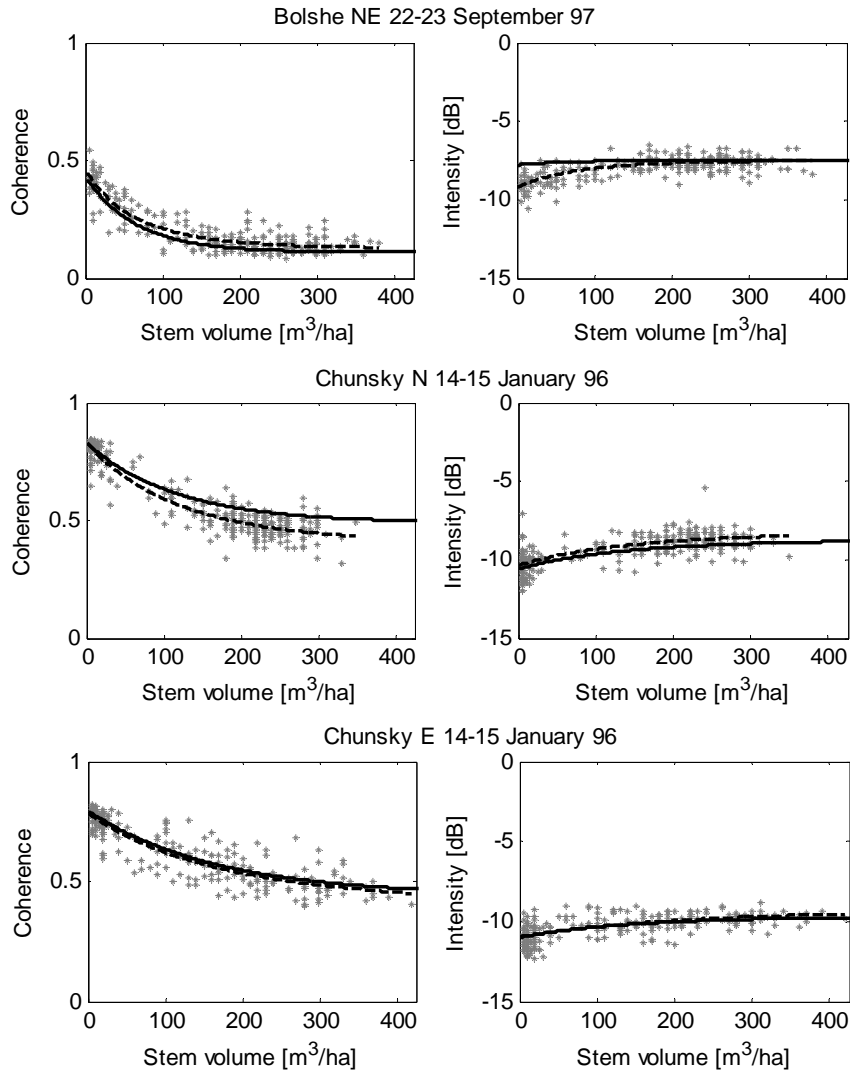 Bolshe NE 22-23 September 97
1
0.5
0
Coherence
0 100 200 300 400
Stem volume [m³/ha]
0
-5
-10
-15
Intensity [dB]
0 100 200 300 400
Stem volume [m³/ha]
Chunsky N 14-15 January 96
1
0.5
0
Coherence
0 100 200 300 400
Stem volume [m³/ha]
0
-5
-10
-15
Intensity [dB]
0 100 200 300 400
Stem volume [m³/ha]
Chunsky E 14-15 January 96
1
0.5
0
Coherence
0 100 200 300 400
Stem volume [m³/ha]
0
-5
-10
-15
Intensity [dB]
0 100 200 300 400
Stem volume [m³/ha]